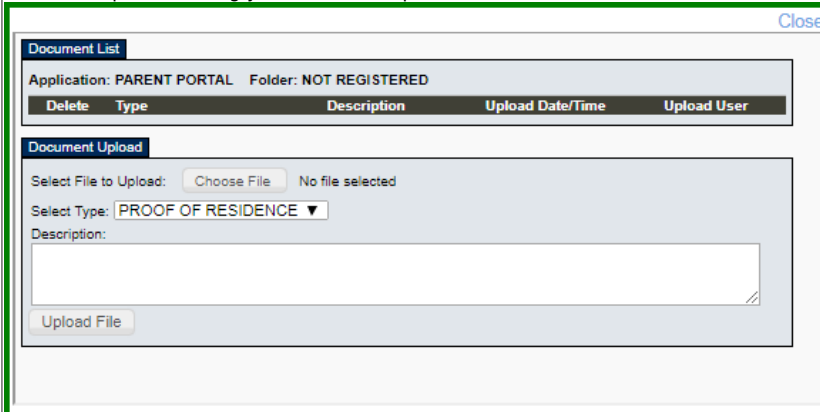 Close
Document List
Application: PARENT PORTAL Folder: NOT REGISTERED
Delete Type Description Upload Date/Time Upload User
Document Upload
Select File to Upload: Choose File No file selected
Select Type: PROOF OF RESIDENCE ▼
Description:
Upload File